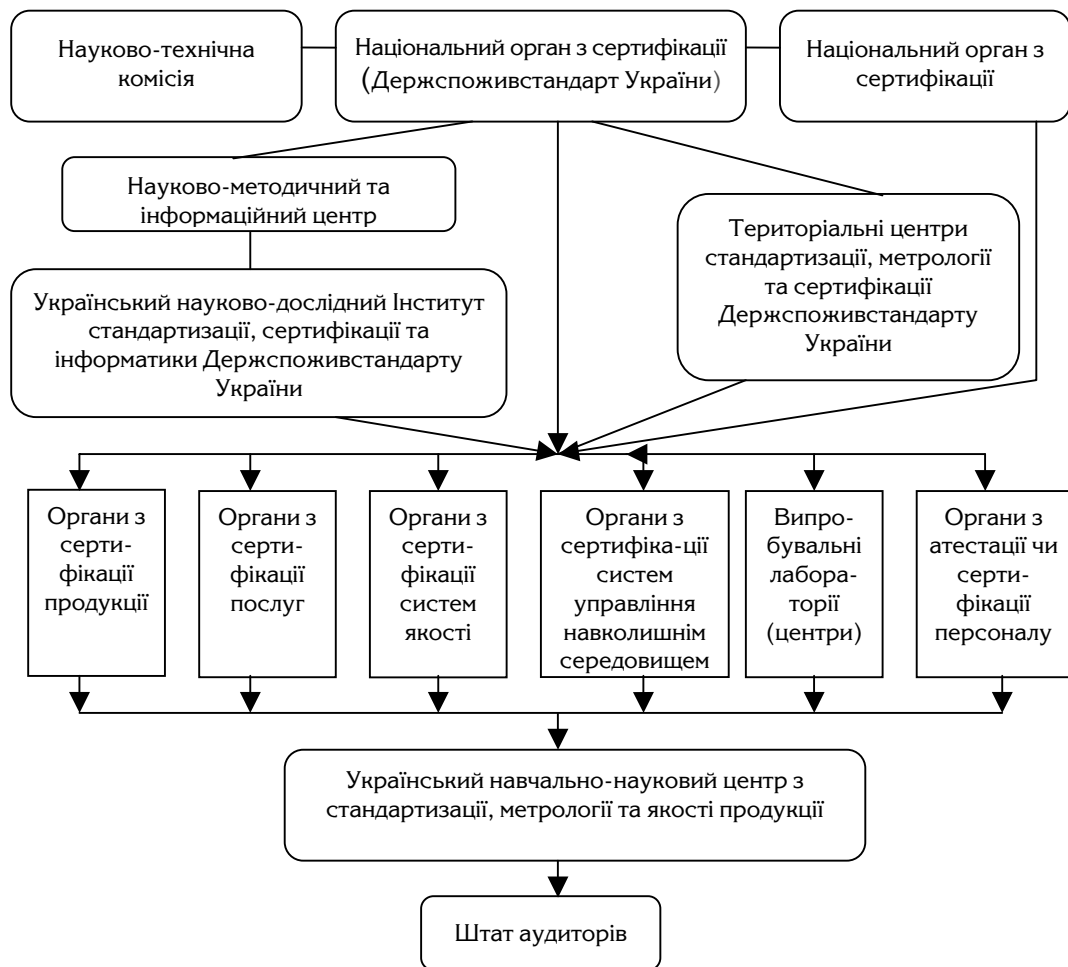 Науково-технічна
комісія
Національний орган з сертифікації
(Держспоживстандарт України)
Національний орган з
сертифікації
Науково-методичний та
інформаційний центр
Територіальні центри
стандартизації, метрології
та сертифікації
Держспоживстандарту
України
Український науково-дослідний Інститут
стандартизації, сертифікації та
інформатики Держспоживстандарту
України
Органи з
серти-
фікації
продукції
Органи з
серти-
фікації
послуг
Органи з
серти-
фікації
систем
якості
Органи з
сертифіка-ції
систем
управління
навколишнім
середовищем
Випро-
бувальні
лабора-
торії
(центри)
Органи з
атестації чи
серти-
фікації
персоналу
Український навчально-науковий центр з
стандартизації, метрології та якості продукції
Штат аудиторів